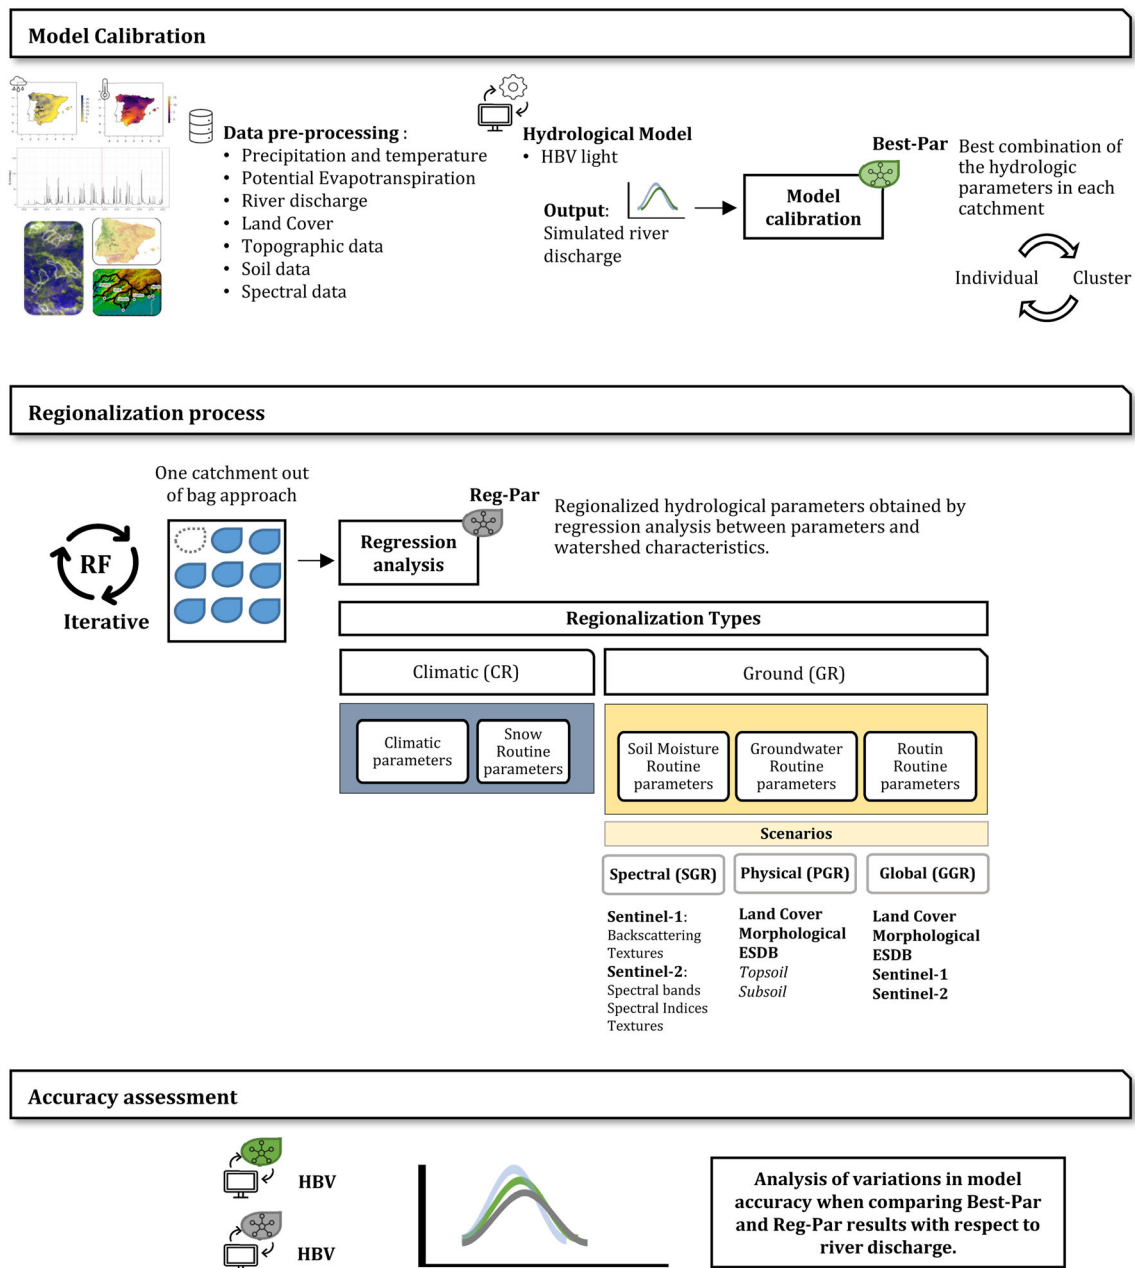 Model Calibration
Data pre-processing :
• Precipitation and temperature
• Potential Evapotranspiration
• River discharge
• Land Cover
• Topographic data
• Soil data
• Spectral data
Hydrological Model
• HBV light
Output:
Simulated river
discharge
Model
calibration
Best-Par
Best combination of
the hydrologic
parameters in each
catchment
Individual
Cluster
Regionalization process
RF
Iterative
One catchment out
of bag approach
Regression
analysis
Reg-Par
Regionalized hydrological parameters obtained by
regression analysis between parameters and
watershed characteristics.
Regionalization Types
Climatic (CR)
Ground (GR)
Climatic
parameters
Snow
Routine
parameters
Soil Moisture
Routine
parameters
Groundwater
Routine
parameters
Routin
Routine
parameters
Scenarios
Spectral (SGR)
Physical (PGR)
Global (GGR)
Sentinel-1:
Backscattering
Textures
Sentinel-2:
Spectral bands
Spectral Indices
Textures
Land Cover
Morphological
ESDB
Topsoil
Subsoil
Land Cover
Morphological
ESDB
Sentinel-1
Sentinel-2
Accuracy assessment
HBV
HBV
Analysis of variations in model
accuracy when comparing Best-Par
and Reg-Par results with respect to
river discharge.